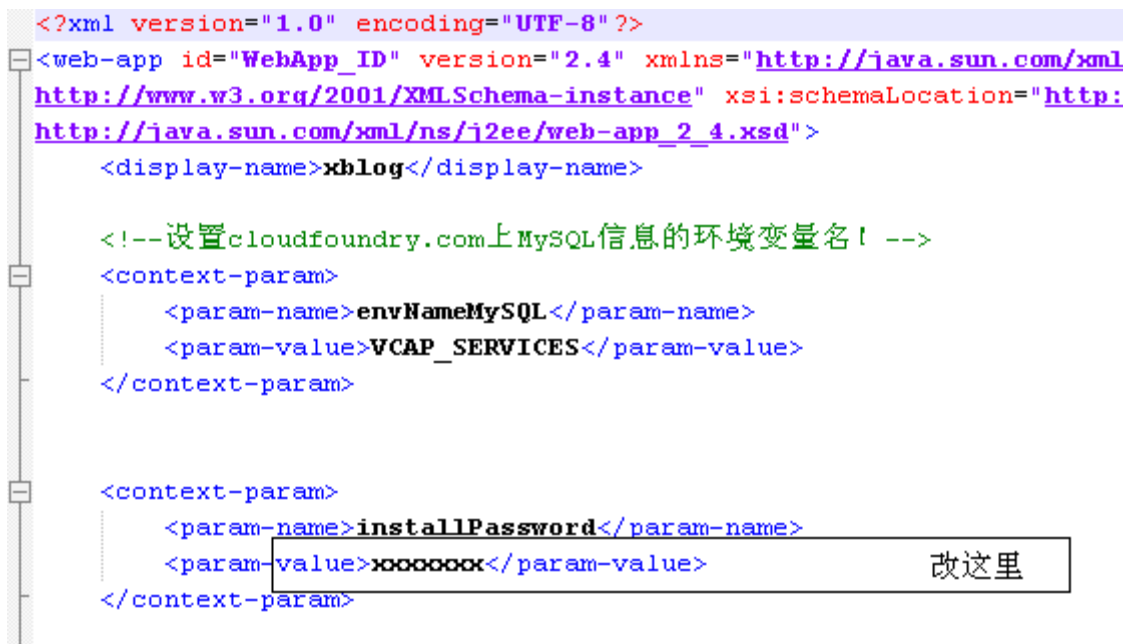 <?xml version="1.0" encoding="UTF-8"?>
<web-app id="WebApp_ID" version="2.4" xmlns="http://java.sun.com/xml
http://www.w3.org/2001/XMLSchema-instance" xsi:schemaLocation="http:
http://java.sun.com/xml/ns/j2ee/web-app_2_4.xsd">
<display-name>xblog</display-name>
<!--设置cloudfoundry.com上MySQL信息的环境变量名! -->
<context-param>
<param-name>envNameMySQL</param-name>
<param-value>VCAP_SERVICES</param-value>
</context-param>
<context-param>
<param-name>installPassword</param-name>
<param-value>xxxxxxx</param-value> 改这里
</context-param>